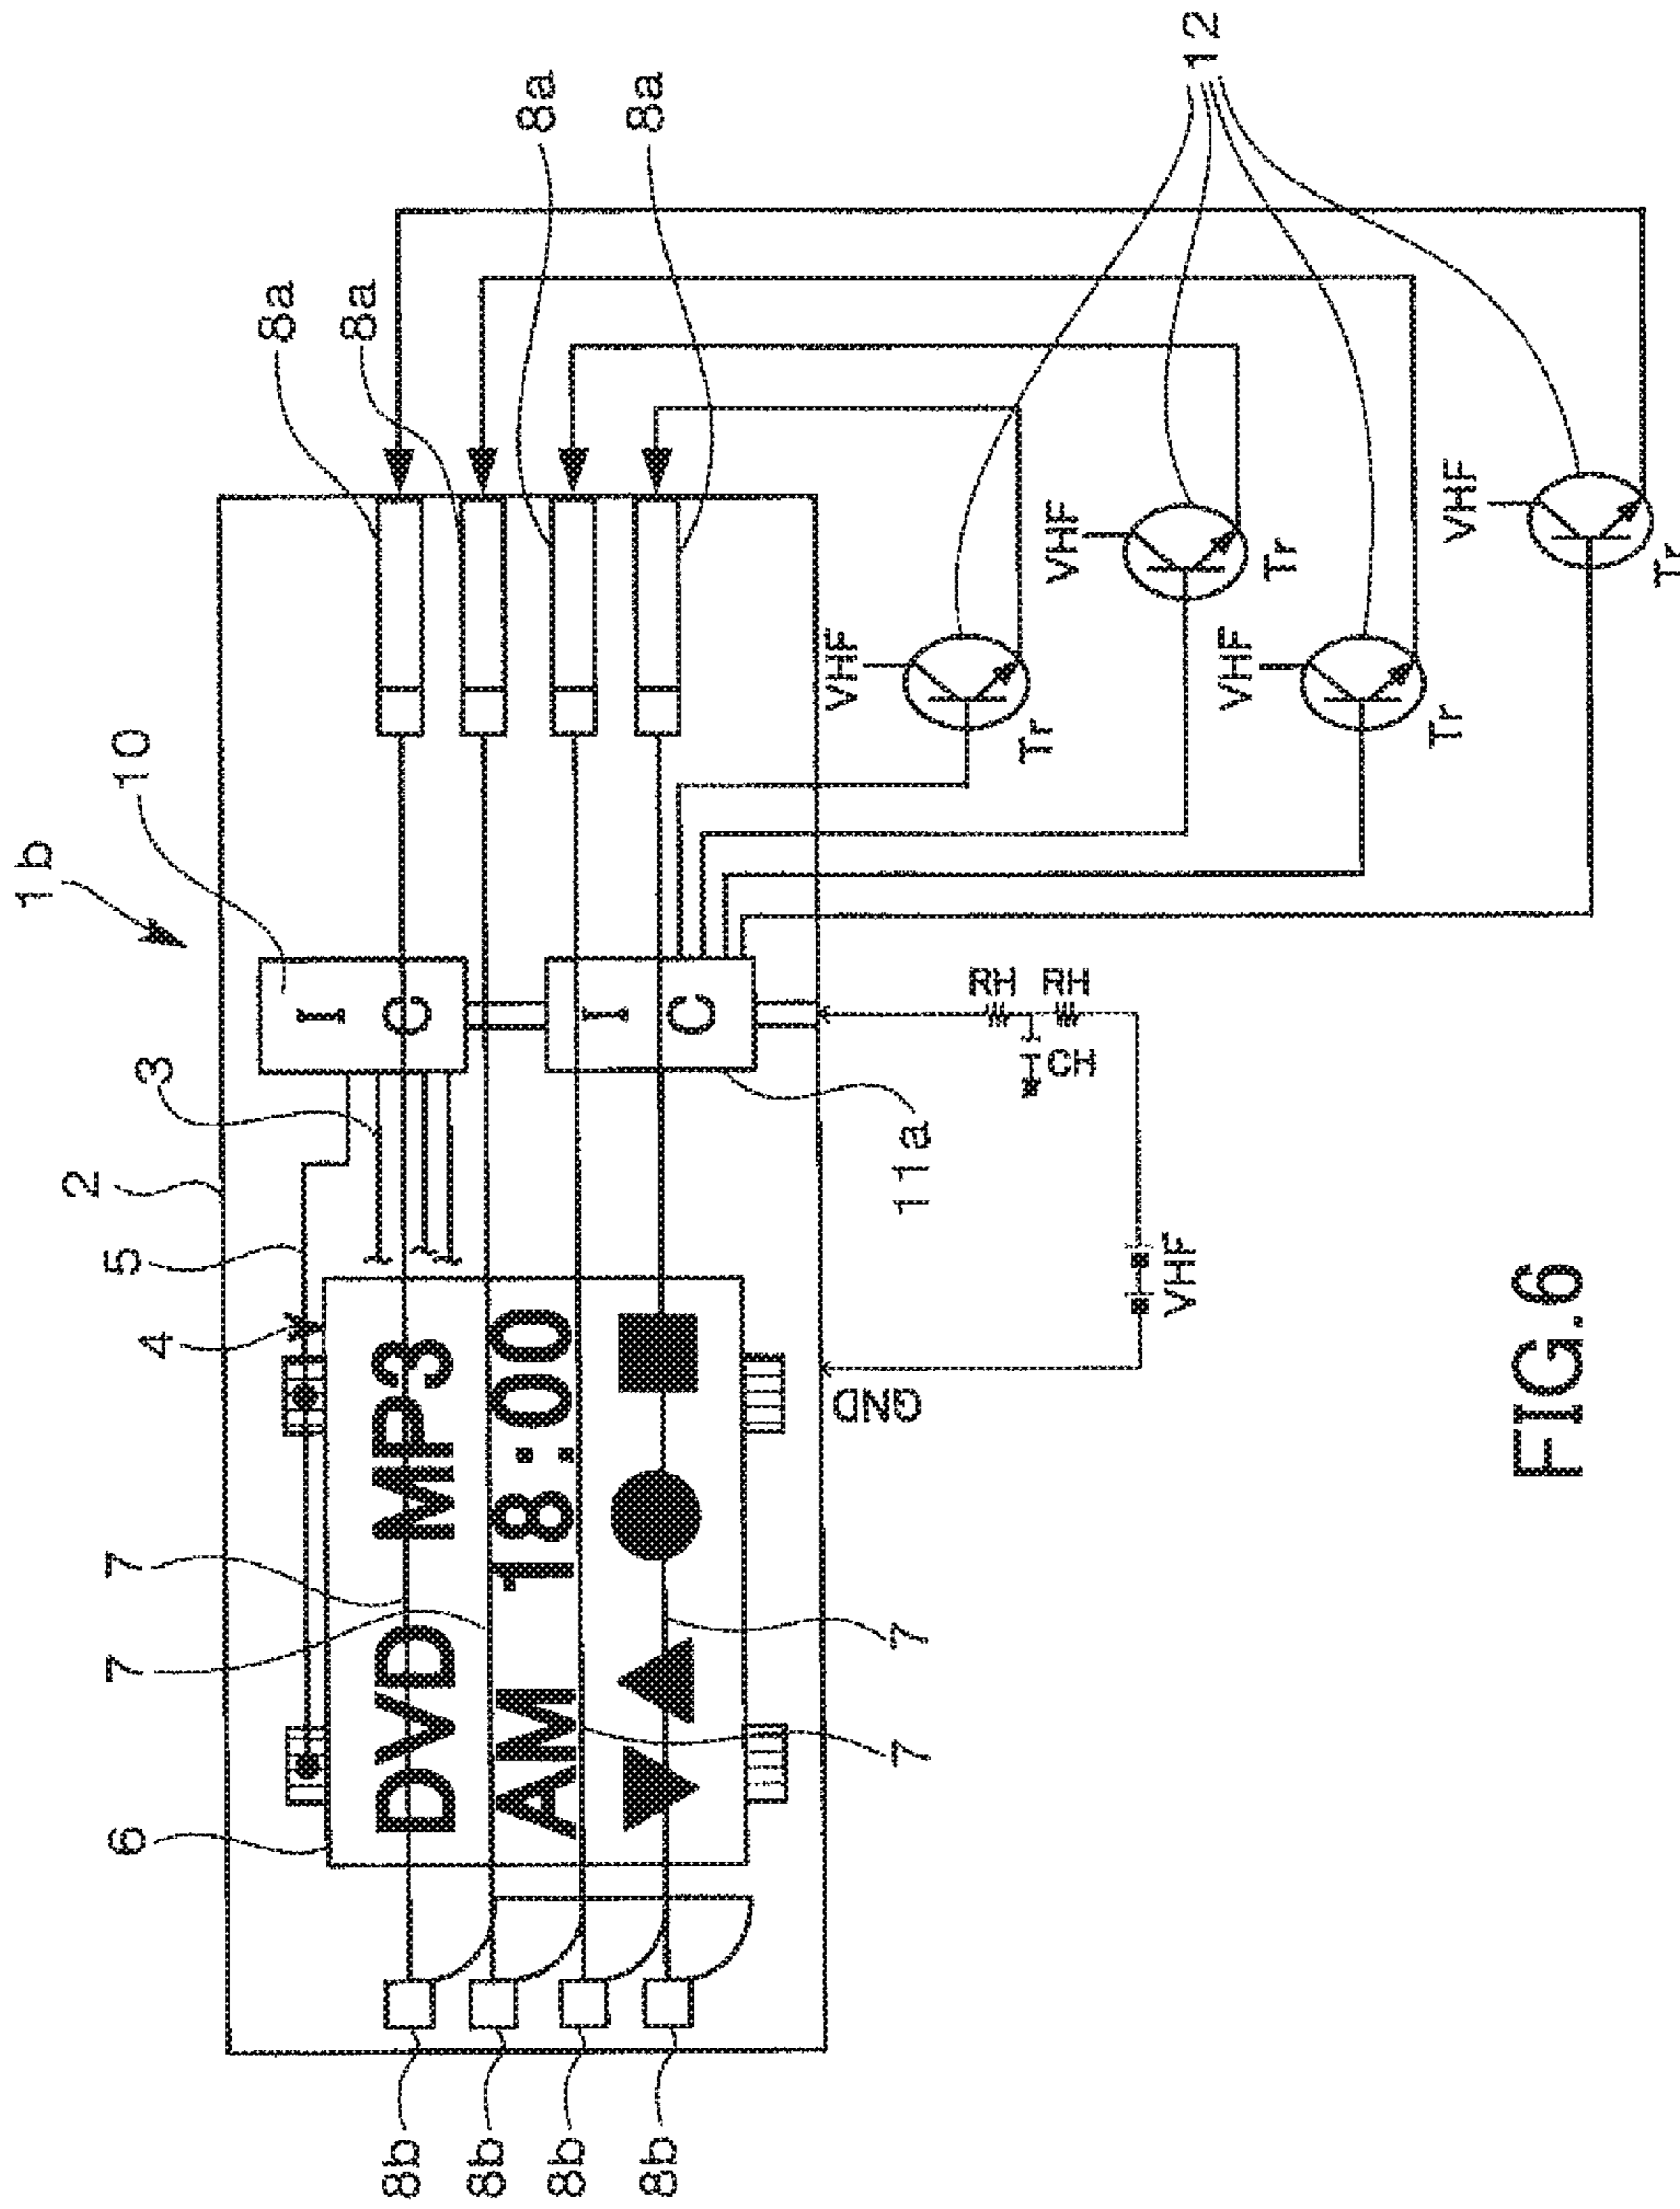 1b
2
6
7
7
5
4
3
10
8a
8a
8b
8b
8b
8b
DVD MP3
AM 18:00
I C
I C
8a
8a
7
7
11a
GND
RH
RH
CH
VHF
VHF
Tr
VHF
Tr
VHF
Tr
VHF
Tr
12
FIG.6